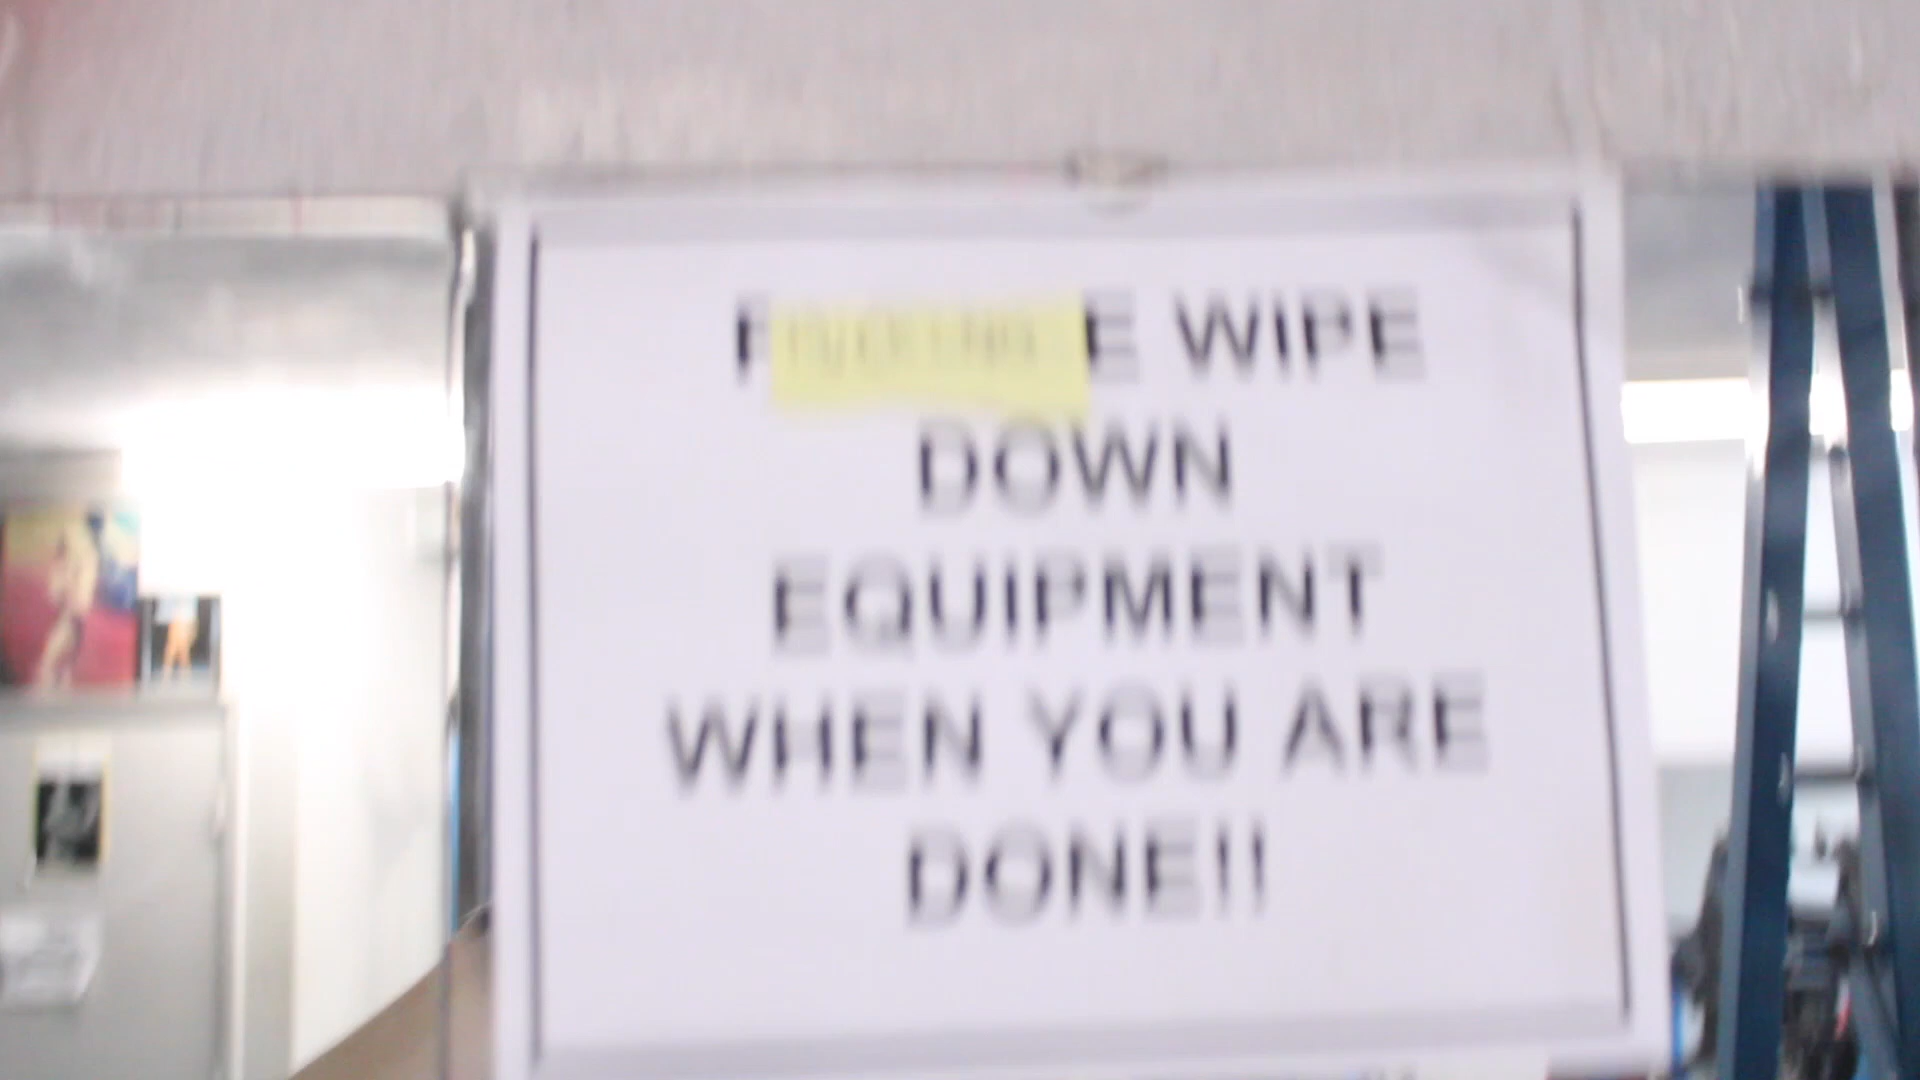 WIPE
DOWN
EQUIPMENT
WHEN YOU ARE
DONE!!